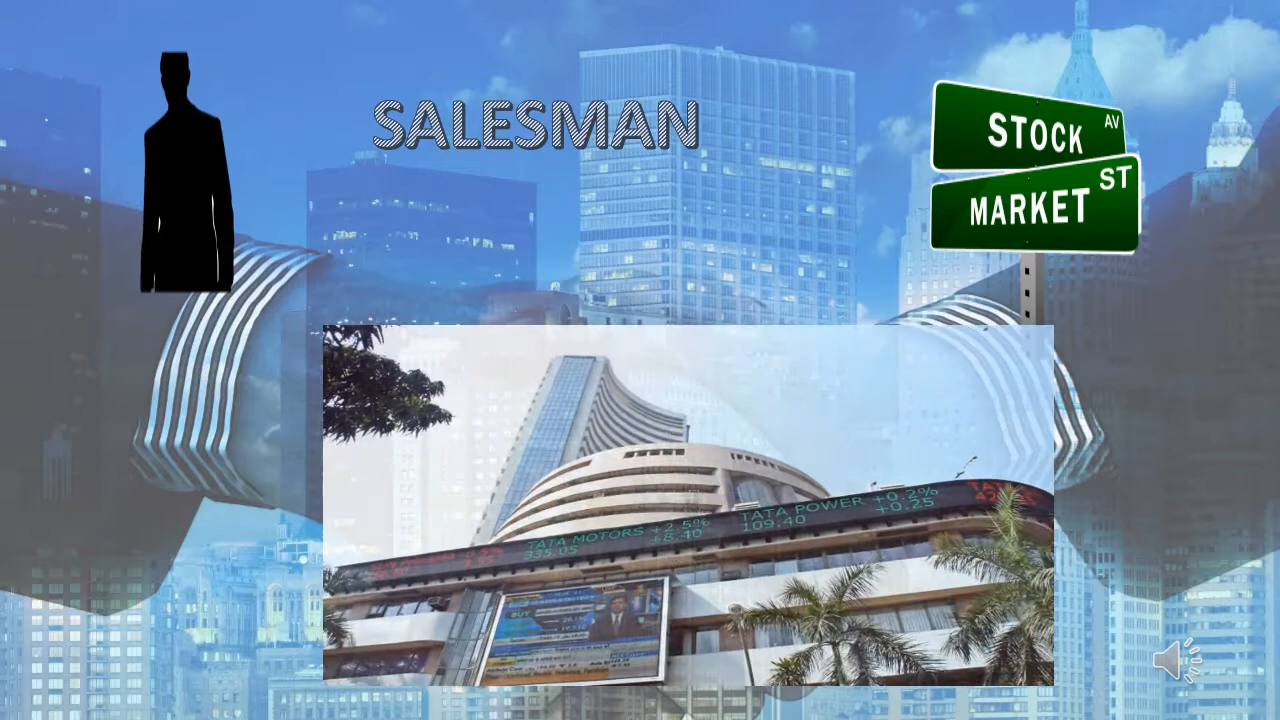 SALESMAN
STOCK AV
MARKET ST
TATA MOTORS +2.5%
335.05 +8.40
TATA POWER +0.2%
109.40 +0.25
BUY